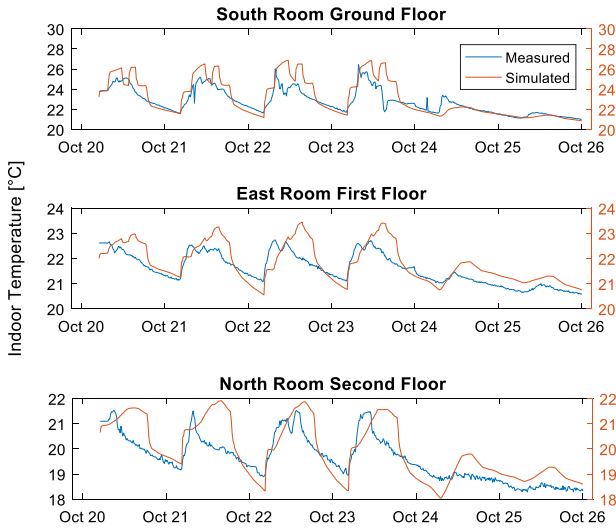 South Room Ground Floor
30 30
28 28
26 26
24 24
22 22
20 20
Measured
Simulated
Oct 20 Oct 21 Oct 22 Oct 23 Oct 24 Oct 25 Oct 26
Indoor Temperature [°C]
East Room First Floor
24 24
23 23
22 22
21 21
20 20
Oct 20 Oct 21 Oct 22 Oct 23 Oct 24 Oct 25 Oct 26
North Room Second Floor
22 22
21 21
20 20
19 19
18 18
Oct 20 Oct 21 Oct 22 Oct 23 Oct 24 Oct 25 Oct 26